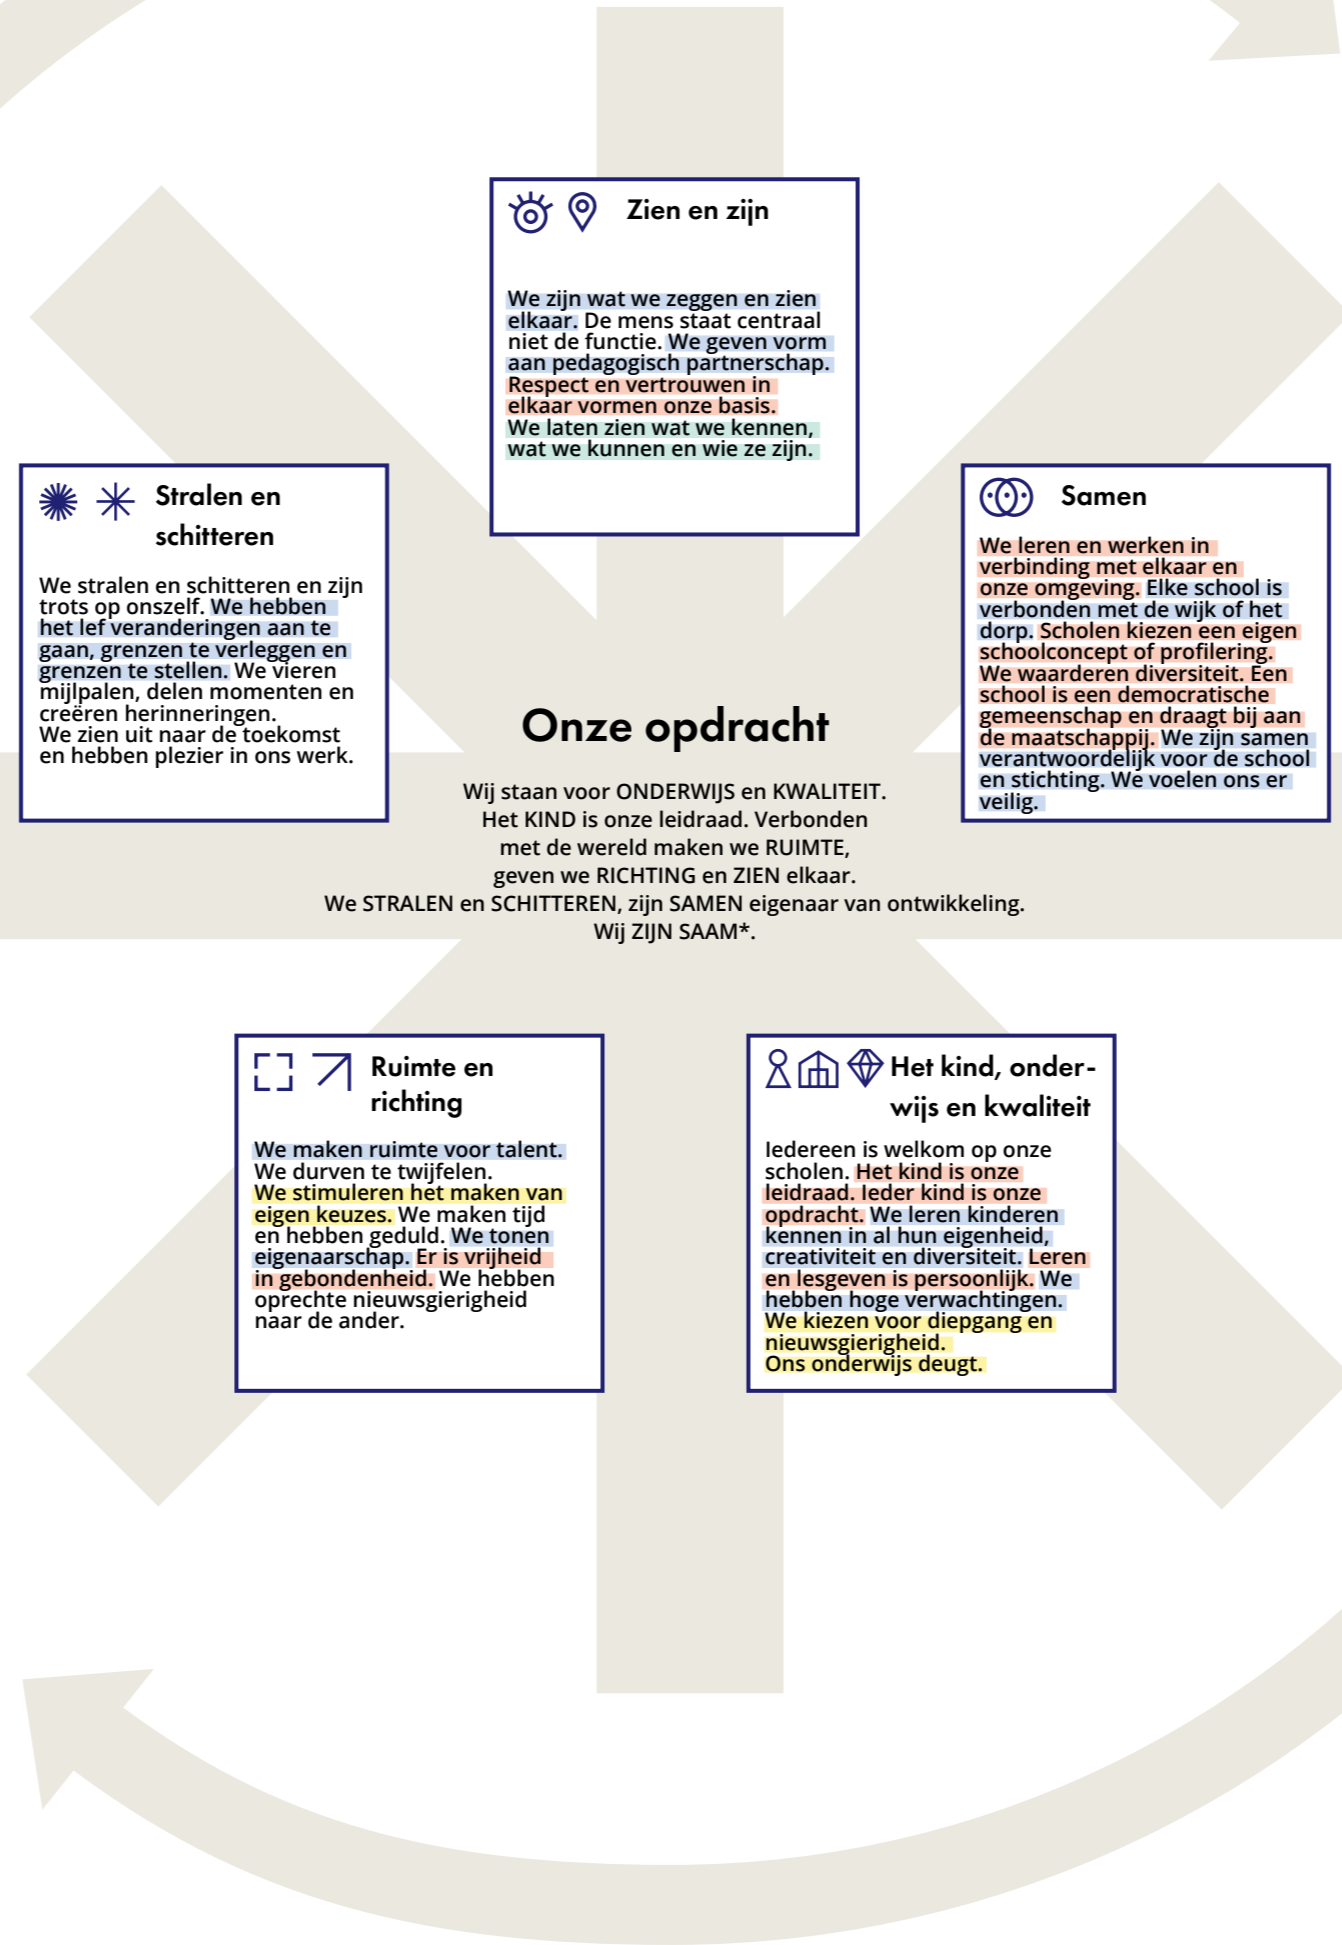 Zien en zijn
We zijn wat we zeggen en zien
elkaar. De mens staat centraal
niet de functie. We geven vorm
aan pedagogisch partnerschap.
Respect en vertrouwen in
elkaar vormen onze basis.
We laten zien wat we kennen,
wat we kunnen en wie ze zijn.
Stralen en
schitteren
We stralen en schitteren en zijn
trots op onszelf. We hebben
het lef veranderingen aan te
gaan, grenzen te verleggen en
grenzen te stellen. We vieren
mijlpalen, delen momenten en
creëren herinneringen.
We zien uit naar de toekomst
en hebben plezier in ons werk.
Samen
We leren en werken in
verbinding met elkaar en
onze omgeving. Elke school is
verbonden met de wijk of het
dorp. Scholen kiezen een eigen
schoolconcept of profilering.
We waarderen diversiteit. Een
school is een democratische
gemeenschap en draagt bij aan
de maatschappij. We zijn samen
verantwoordelijk voor de school
en stichting. We voelen ons er
veilig.
Onze opdracht
Wij staan voor ONDERWIJS en KWALITEIT.
Het KIND is onze leidraad. Verbonden
met de wereld maken we RUIMTE,
geven we RICHTING en ZIEN elkaar.
We STRALEN en SCHITTEREN, zijn SAMEN eigenaar van ontwikkeling.
Wij ZIJN SAAM*.
Ruimte en
richting
We maken ruimte voor talent.
We durven te twijfelen.
We stimuleren het maken van
eigen keuzes. We maken tijd
en hebben geduld. We tonen
eigenaarschap. Er is vrijheid
in gebondenheid. We hebben
oprechte nieuwsgierigheid
naar de ander.
Het kind, onder-
wijs en kwaliteit
Iedereen is welkom op onze
scholen. Het kind is onze
leidraad. Ieder kind is onze
opdracht. We leren kinderen
kennen in al hun eigenheid,
creativiteit en diversiteit. Leren
en lesgeven is persoonlijk. We
hebben hoge verwachtingen.
We kiezen voor diepgang en
nieuwsgierigheid.
Ons onderwijs deugt.